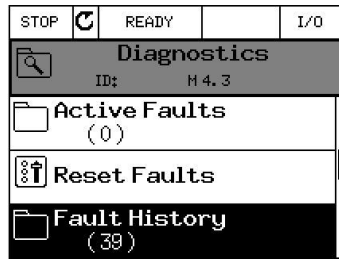 STOP READY I/O
Diagnostics
ID: M4.3
Active Faults
(0)
Reset Faults
Fault History
(39)